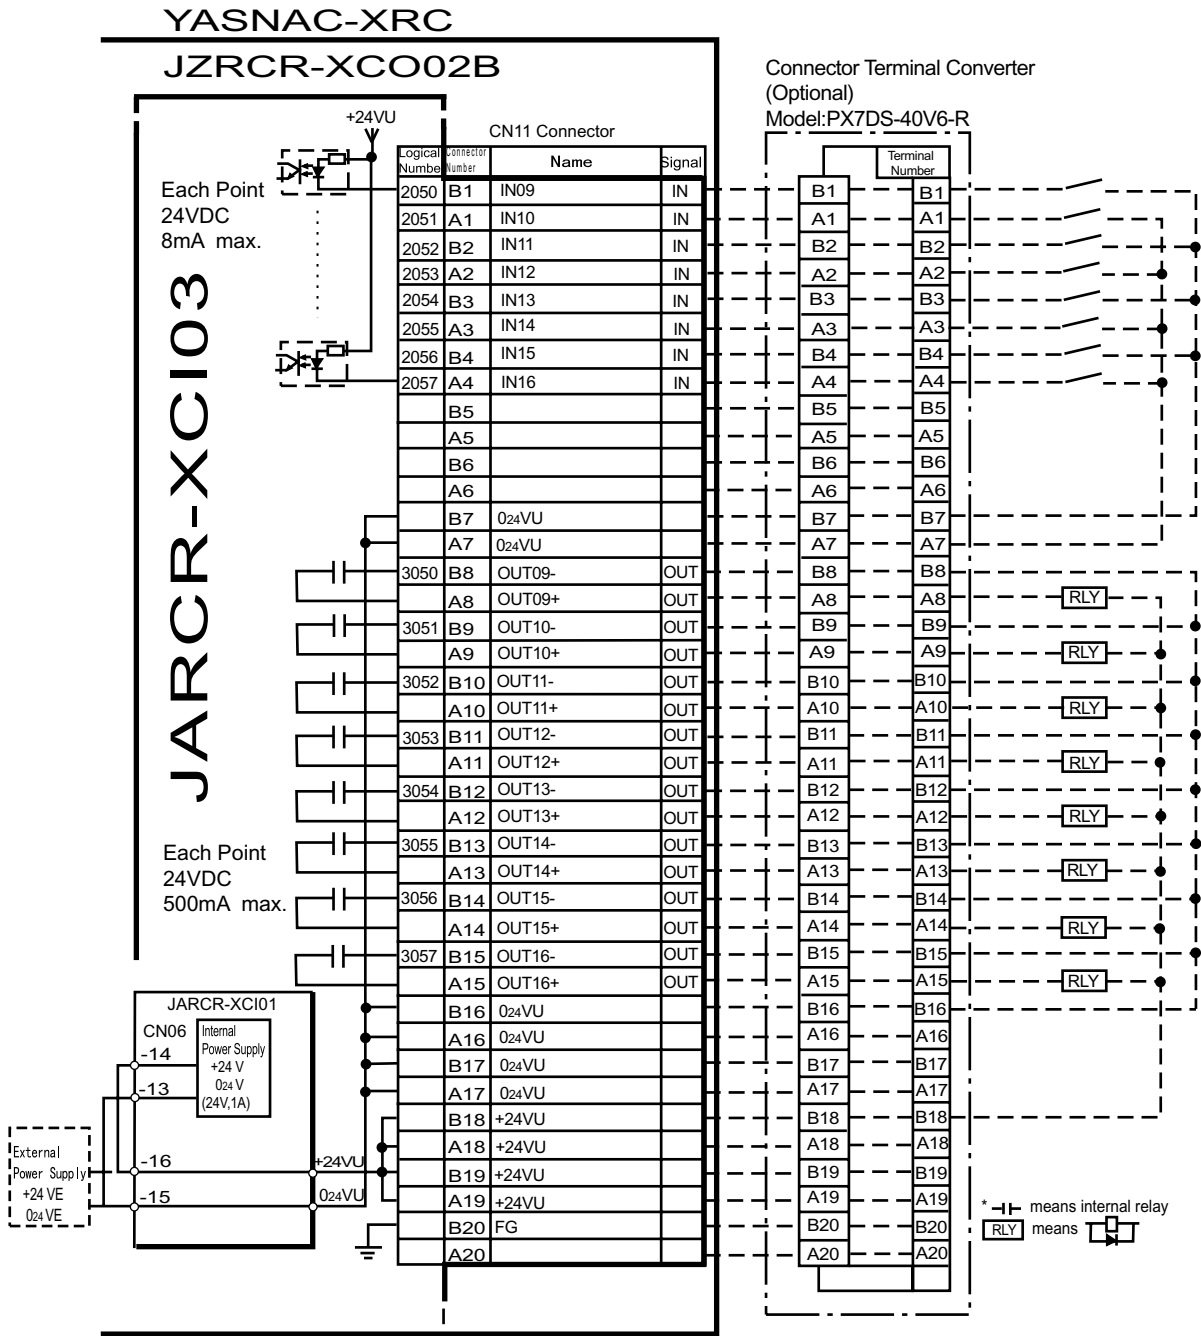 YASNAC-XRC
JZRCR-XCO02B
Connector Terminal Converter
(Optional)
Model:PX7DS-40V6-R
+24VU
CN11 Connector
Logical Numbe Connector Number Name Signal
Terminal Number
Each Point
24VDC
8mA max.
JARCR-XCI03
2050 B1 IN09 IN B1 B1
2051 A1 IN10 IN A1 A1
2052 B2 IN11 IN B2 B2
2053 A2 IN12 IN A2 A2
2054 B3 IN13 IN B3 B3
2055 A3 IN14 IN A3 A3
2056 B4 IN15 IN B4 B4
2057 A4 IN16 IN A4 A4
B5 B5 B5
A5 A5 A5
B6 B6 B6
A6 A6 A6
B7 024VU B7 B7
A7 024VU A7 A7
3050 B8 OUT09- OUT B8 B8
A8 OUT09+ OUT A8 A8 RLY
3051 B9 OUT10- OUT B9 B9
A9 OUT10+ OUT A9 A9 RLY
3052 B10 OUT11- OUT B10 B10
A10 OUT11+ OUT A10 A10 RLY
3053 B11 OUT12- OUT B11 B11
A11 OUT12+ OUT A11 A11 RLY
3054 B12 OUT13- OUT B12 B12
A12 OUT13+ OUT A12 A12 RLY
3055 B13 OUT14- OUT B13 B13
A13 OUT14+ OUT A13 A13 RLY
3056 B14 OUT15- OUT B14 B14
A14 OUT15+ OUT A14 A14 RLY
3057 B15 OUT16- OUT B15 B15
A15 OUT16+ OUT A15 A15 RLY
B16 024VU B16 B16
A16 024VU A16 A16
B17 024VU B17 B17
A17 024VU A17 A17
B18 +24VU B18 B18
A18 +24VU A18 A18
B19 +24VU B19 B19
A19 +24VU A19 A19
B20 FG B20 B20
A20 A20 A20
Each Point
24VDC
500mA max.
JARCR-XCI01
CN06
Internal
Power Supply
+24 V
024 V
(24V,1A)
-14
-13
-16
-15
+24VU
024VU
External
Power Supply
+24 VE
024 VE
* means internal relay
RLY means